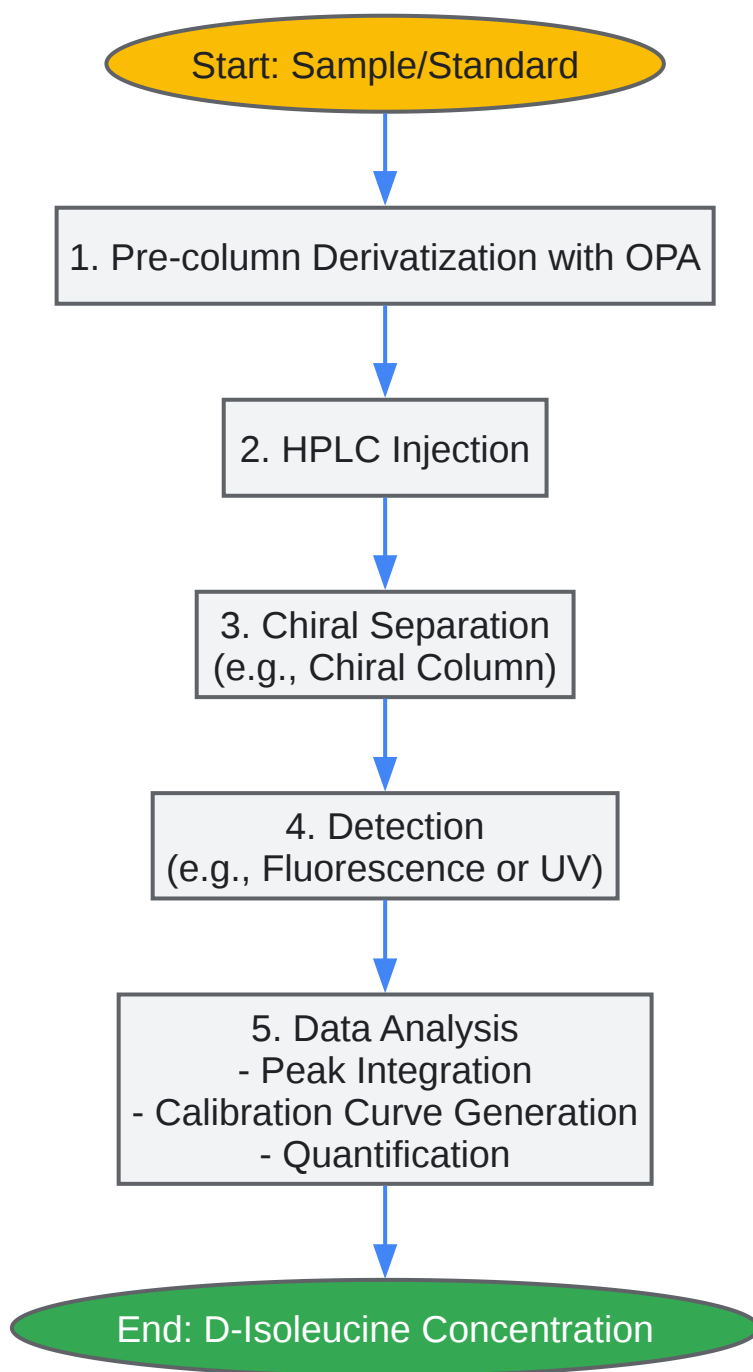 Start: Sample/Standard
1. Pre-column Derivatization with OPA
2. HPLC Injection
3. Chiral Separation
(e.g., Chiral Column)
4. Detection
(e.g., Fluorescence or UV)
5. Data Analysis
- Peak Integration
- Calibration Curve Generation
- Quantification
End: D-Isoleucine Concentration